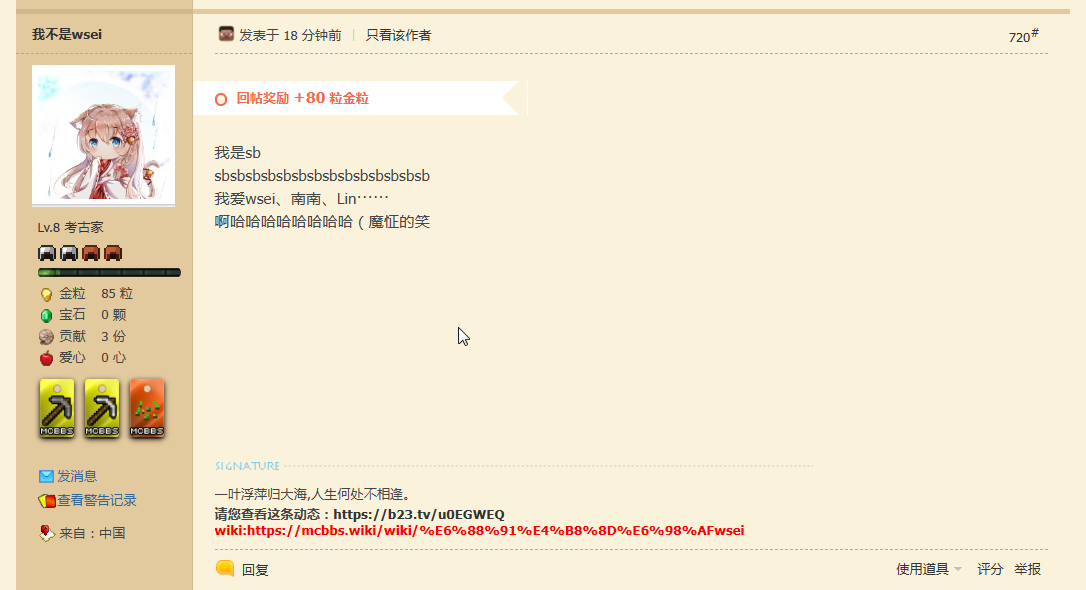 我不是wsei
发表于 18 分钟前 | 只看该作者
720#
回帖奖励 +80 粒金粒
我是sb
sbsbsbsbsbsbsbsbsbsbsbsbsbsb
我爱wsei、南南、Lin……
啊哈哈哈哈哈哈哈哈（魔怔的笑
Lv.8 考古家
金粒 85 粒
宝石 0 颗
贡献 3 份
爱心 0 心
MCBBS MCBBS MCBBS
发消息
查看警告记录
来自：中国
SIGNATURE
一叶浮萍归大海,人生何处不相逢。
请您查看这条动态：https://b23.tv/u0EGWEQ
wiki:https://mcbbs.wiki/wiki/%E6%88%91%E4%B8%8D%E6%98%AFwsei
回复
使用道具 评分 举报